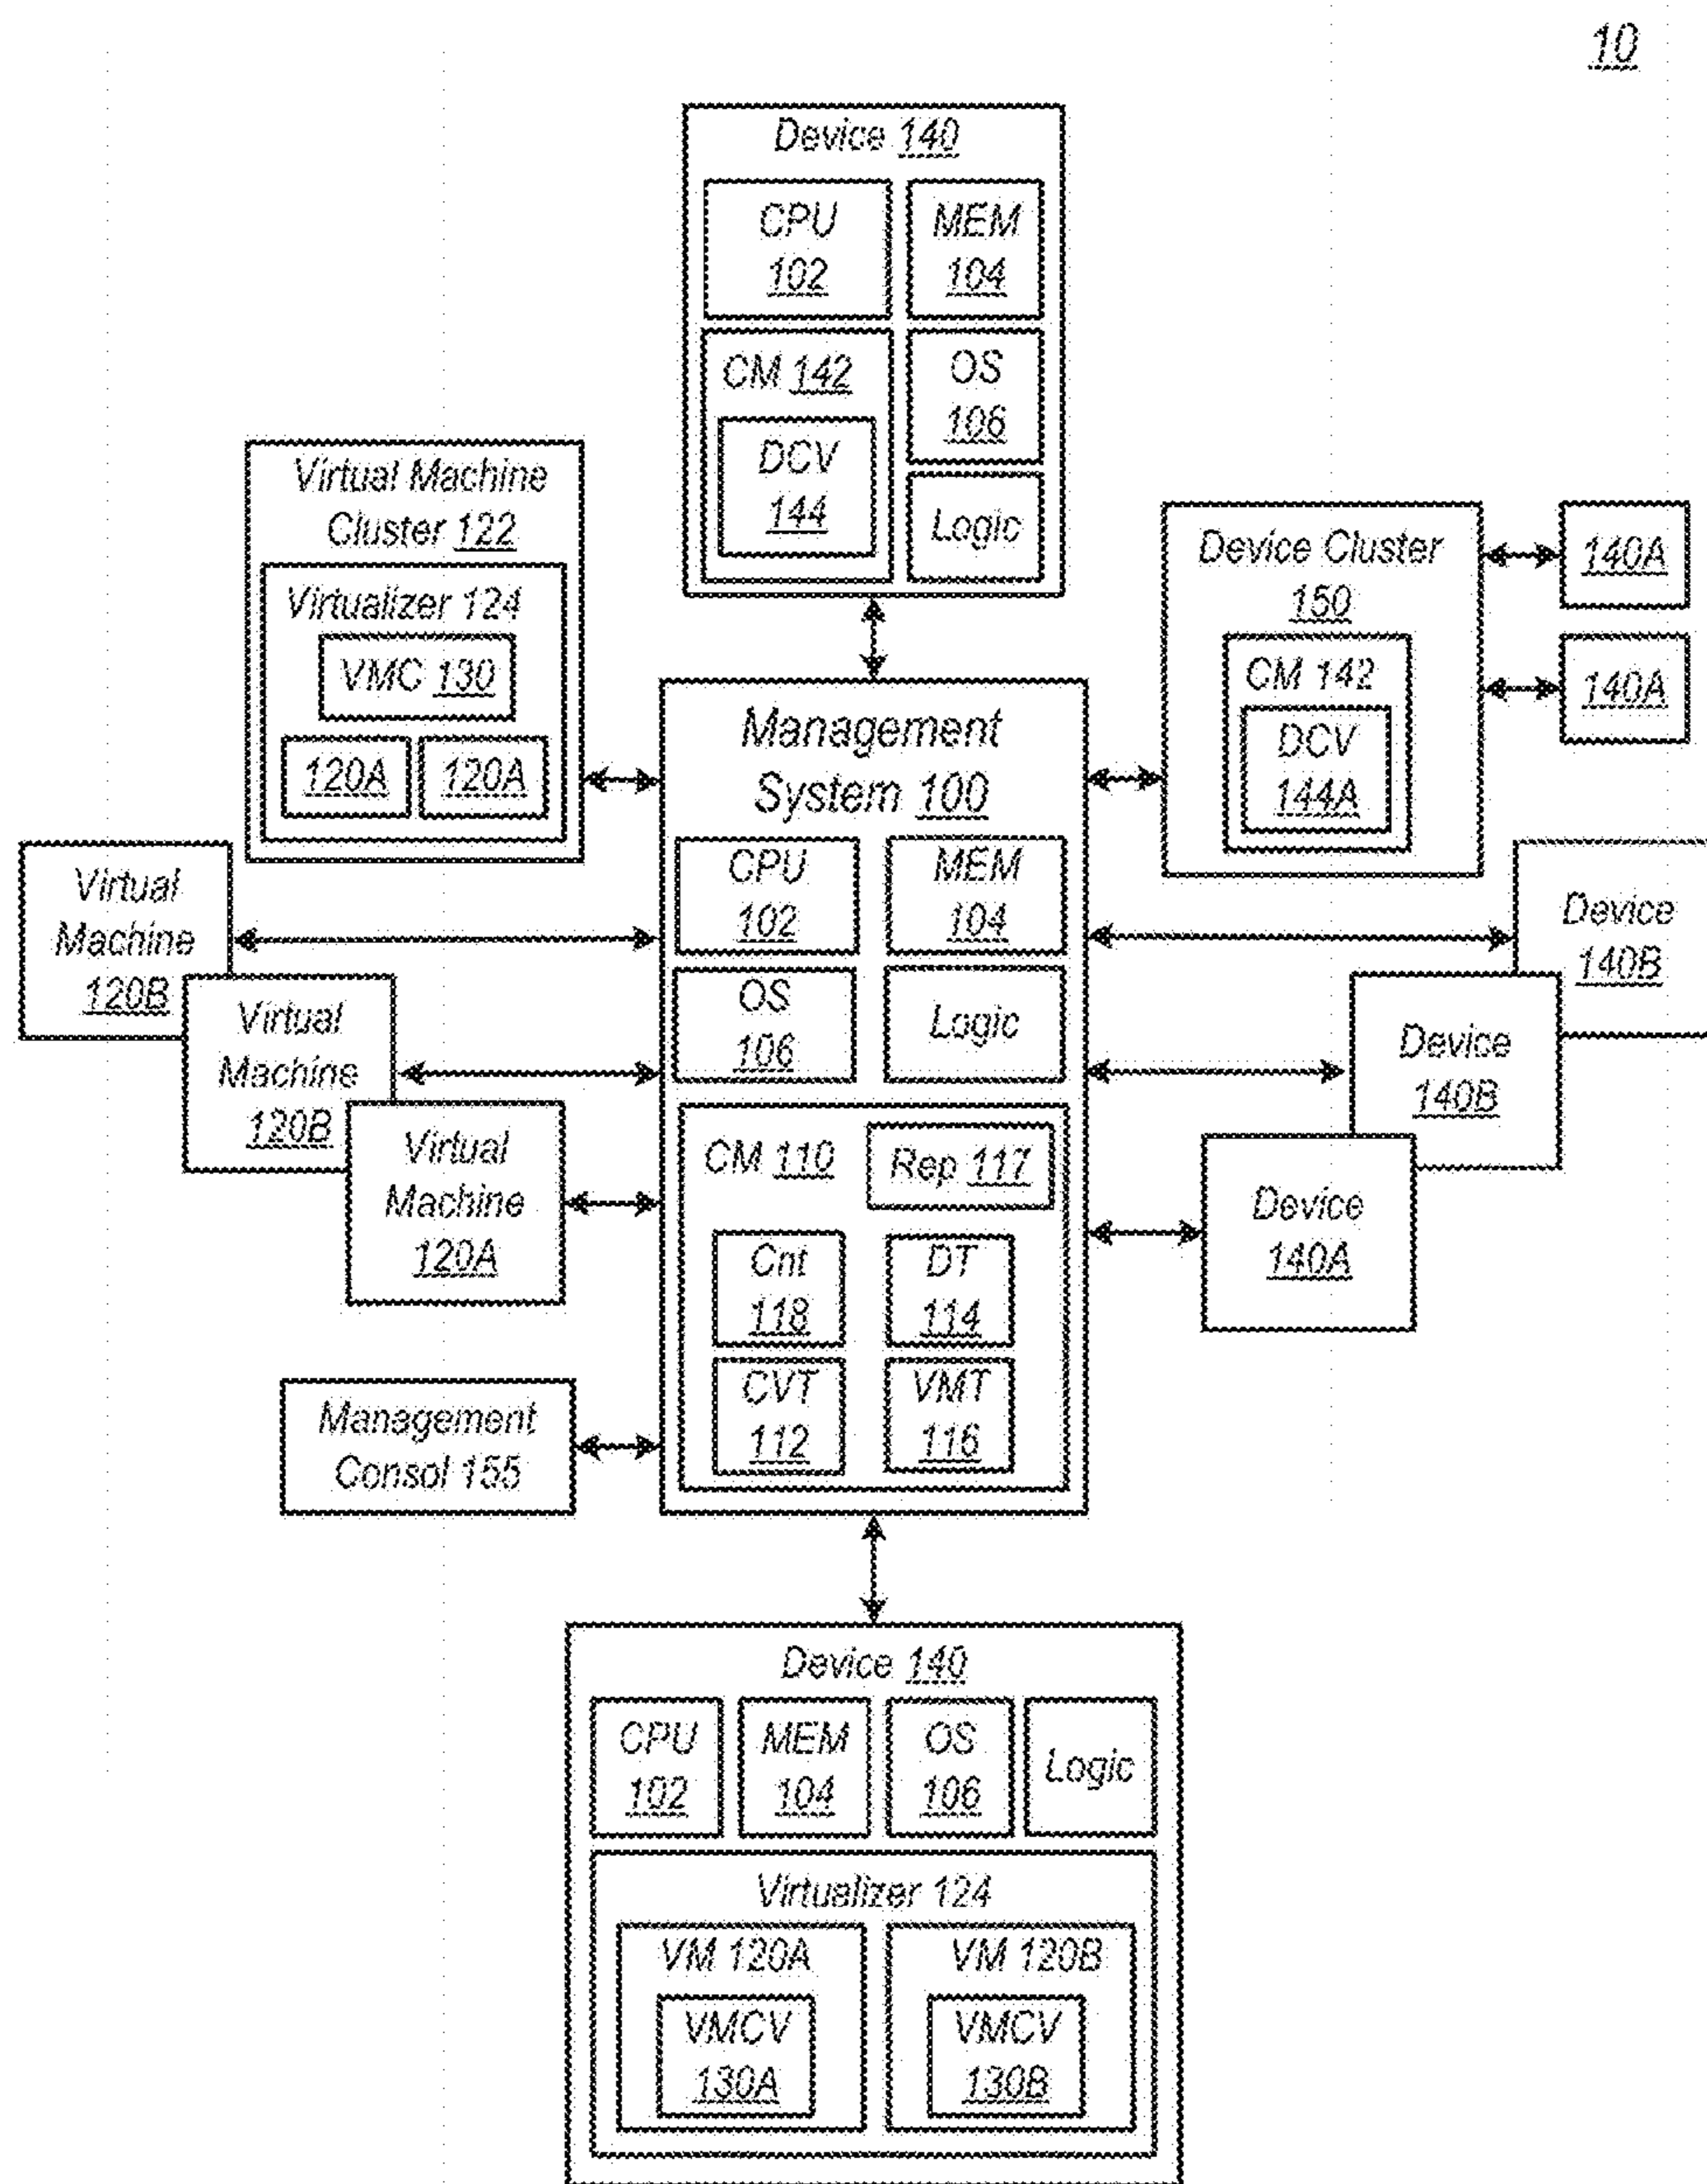 10
Device 140
CPU
102
MEM
104
CM 142
DCV
144
OS
106
Logic
Virtual Machine
Cluster 122
Virtualizer 124
VMC 130
120A
120A
Device Cluster
150
CM 142
DCV
144A
140A
140A
Management
System 100
CPU
102
MEM
104
OS
106
Logic
CM 110
Rep 117
Cnt
118
DT
114
CVT
112
VMT
116
Virtual
Machine
120B
Virtual
Machine
120B
Virtual
Machine
120A
Device
140B
Device
140B
Device
140A
Management
Consol 155
Device 140
CPU
102
MEM
104
OS
106
Logic
Virtualizer 124
VM 120A
VMCV
130A
VM 120B
VMCV
130B